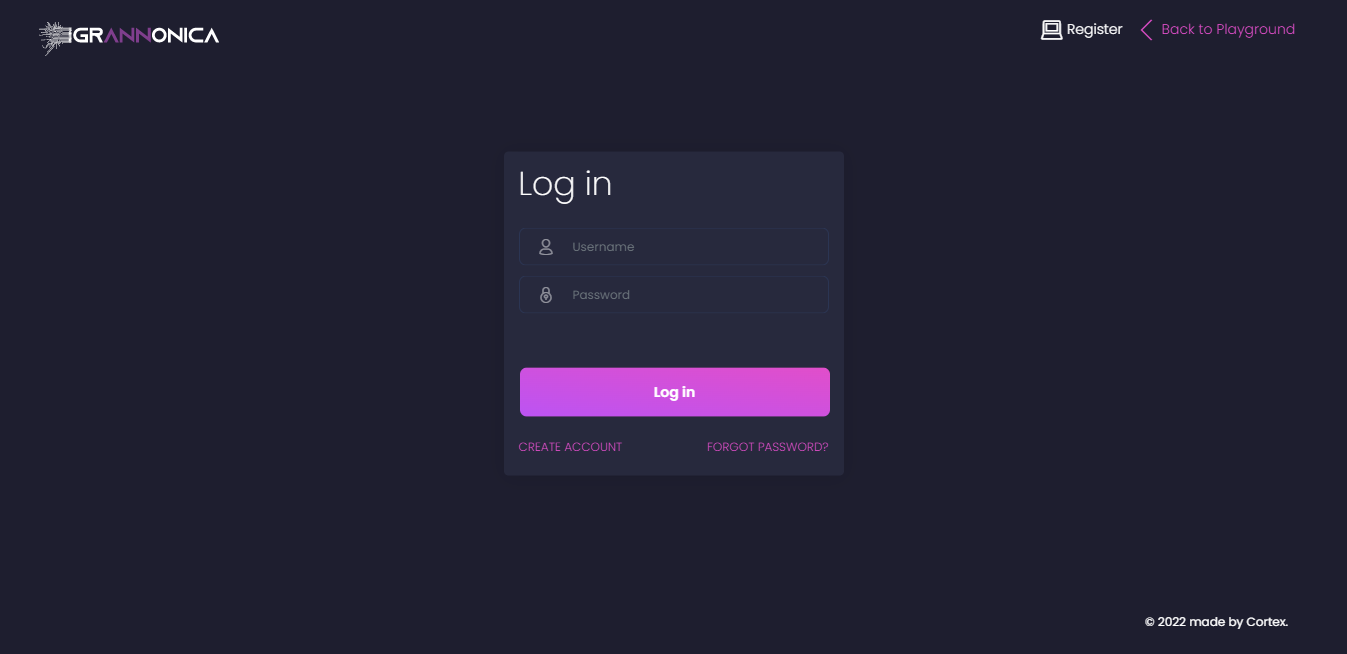 IGRANNONICA
Register
Back to Playground
Log in
Username
Password
Log in
CREATE ACCOUNT
FORGOT PASSWORD?
© 2022 made by Cortex.